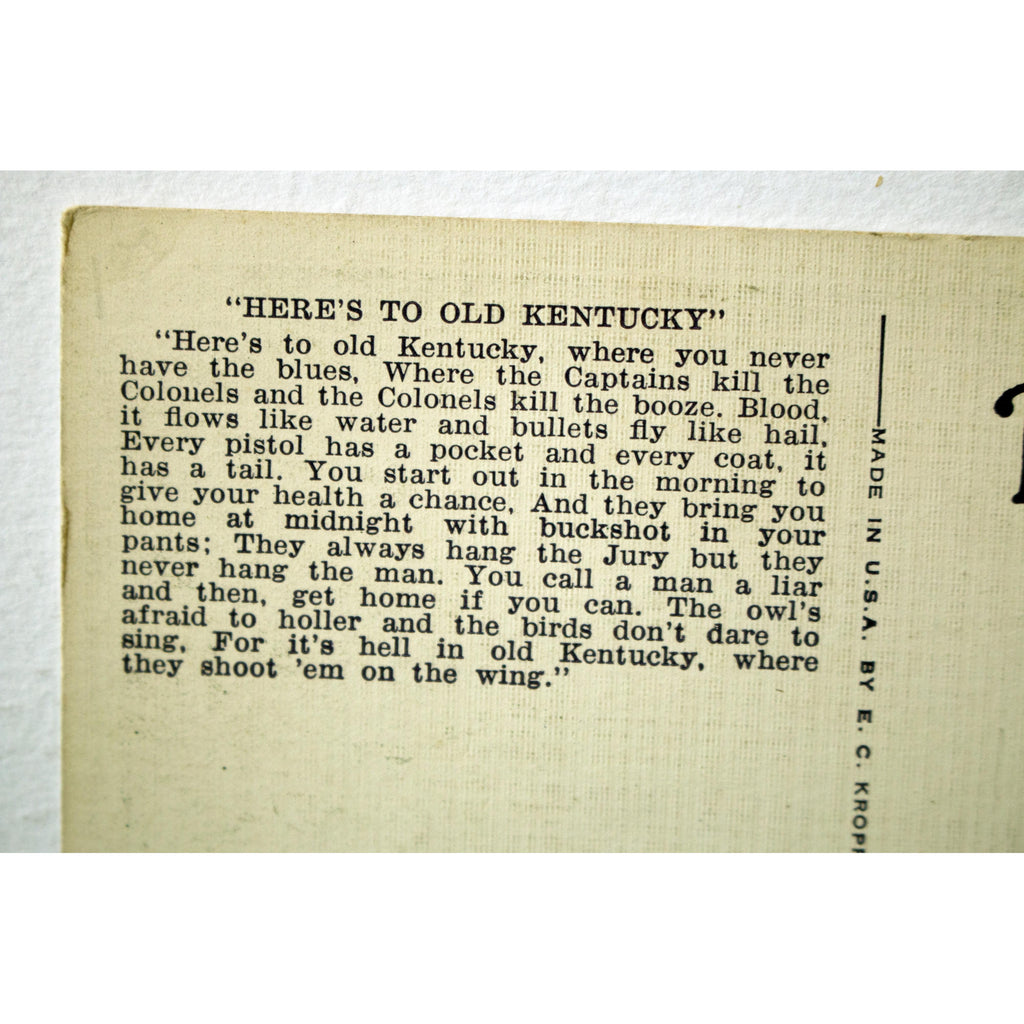 "HERE'S TO OLD KENTUCKY"
"Here's to old Kentucky, where you never
have the blues, Where the Captains kill the
Colonels and the Colonels kill the booze. Blood,
it flows like water and bullets fly like hail,
Every pistol has a pocket and every coat, it
has a tail. You start out in the morning to
give your health a chance, And they bring you
home at midnight with buckshot in your
pants; They always hang the Jury but they
never hang the man. You call a man a liar
and then, get home if you can. The owl's
afraid to holler and the birds don't dare to
sing, For it's hell in old Kentucky, where
they shoot 'em on the wing."
MADE IN U.S.A. BY E. C. KROPP